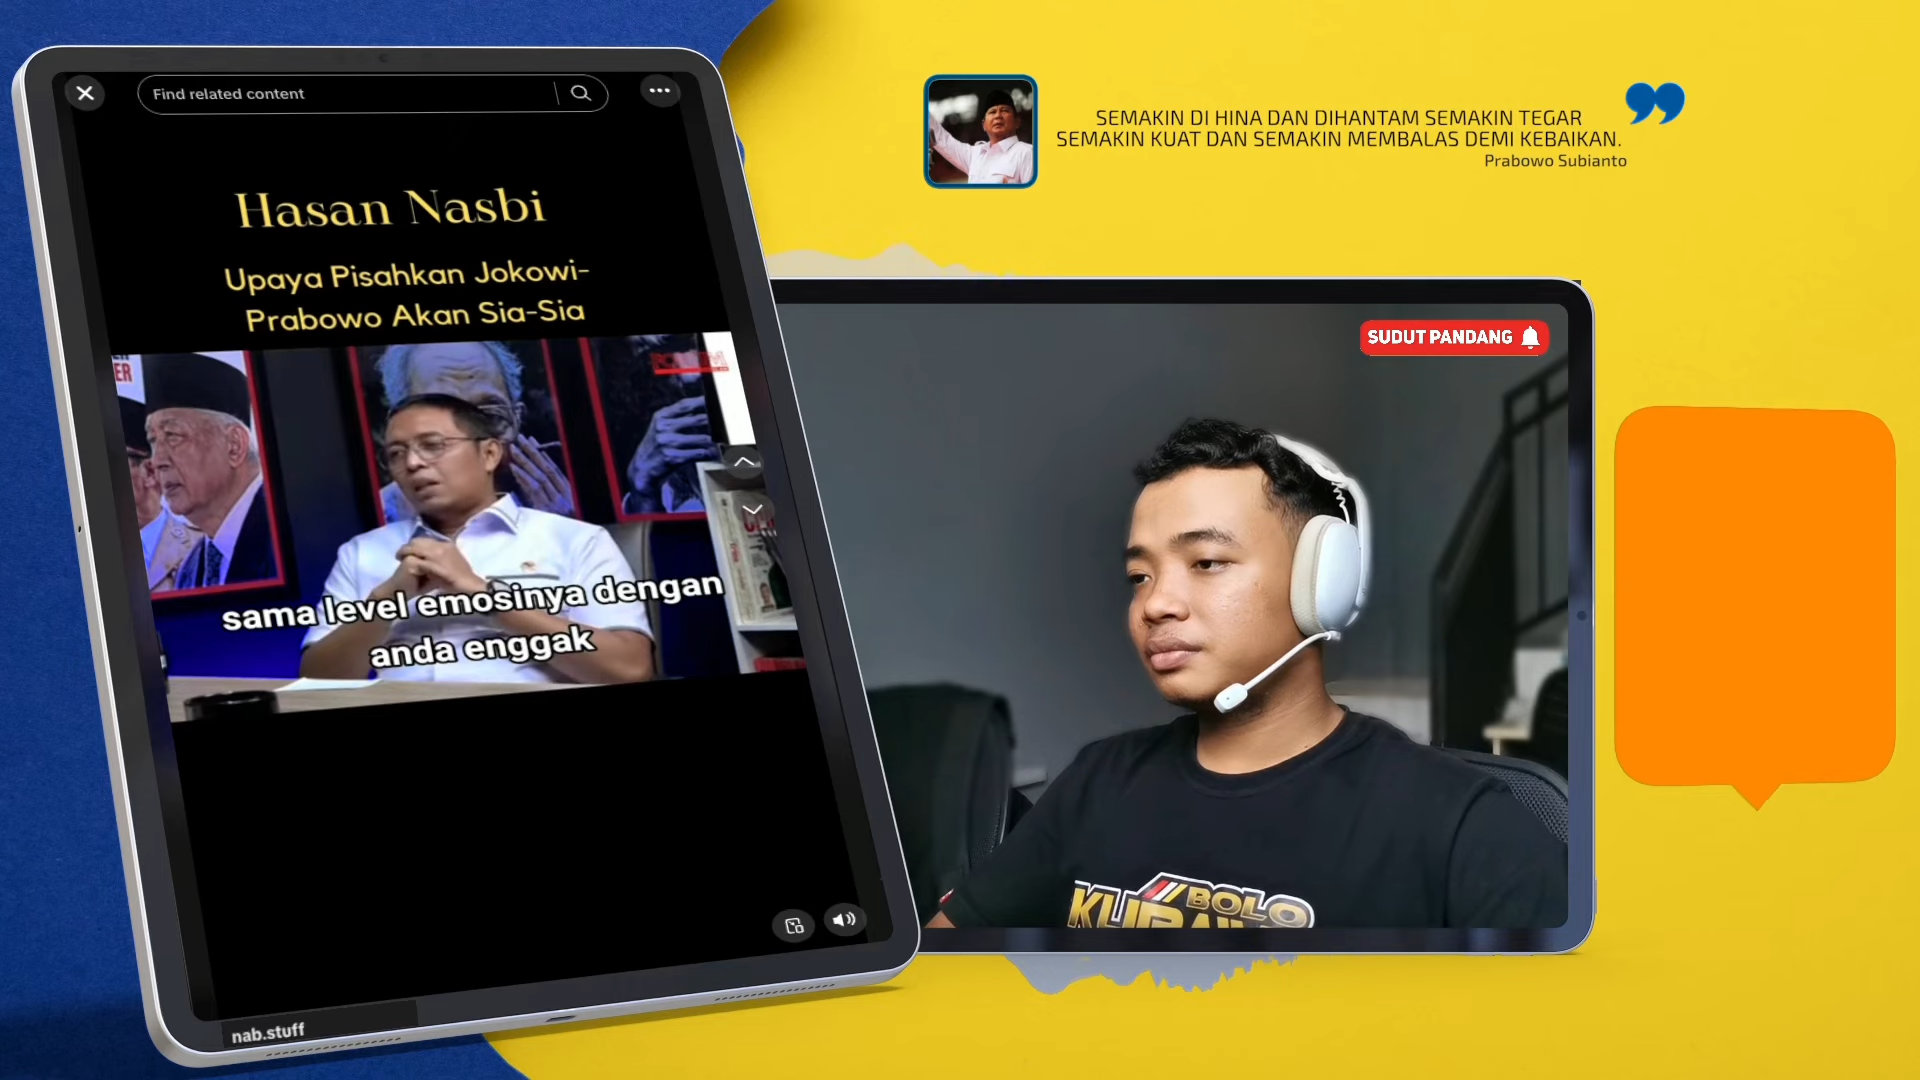 Find related content
Hasan Nasbi
Upaya Pisahkan Jokowi-
Prabowo Akan Sia-Sia
ER
sama level emosinya dengan
anda enggak
nab.stuff
SEMAKIN DI HINA DAN DIHANTAM SEMAKIN TEGAR
SEMAKIN KUAT DAN SEMAKIN MEMBALAS DEMI KEBAIKAN.
Prabowo Subianto
SUDUT PANDANG
BOLO